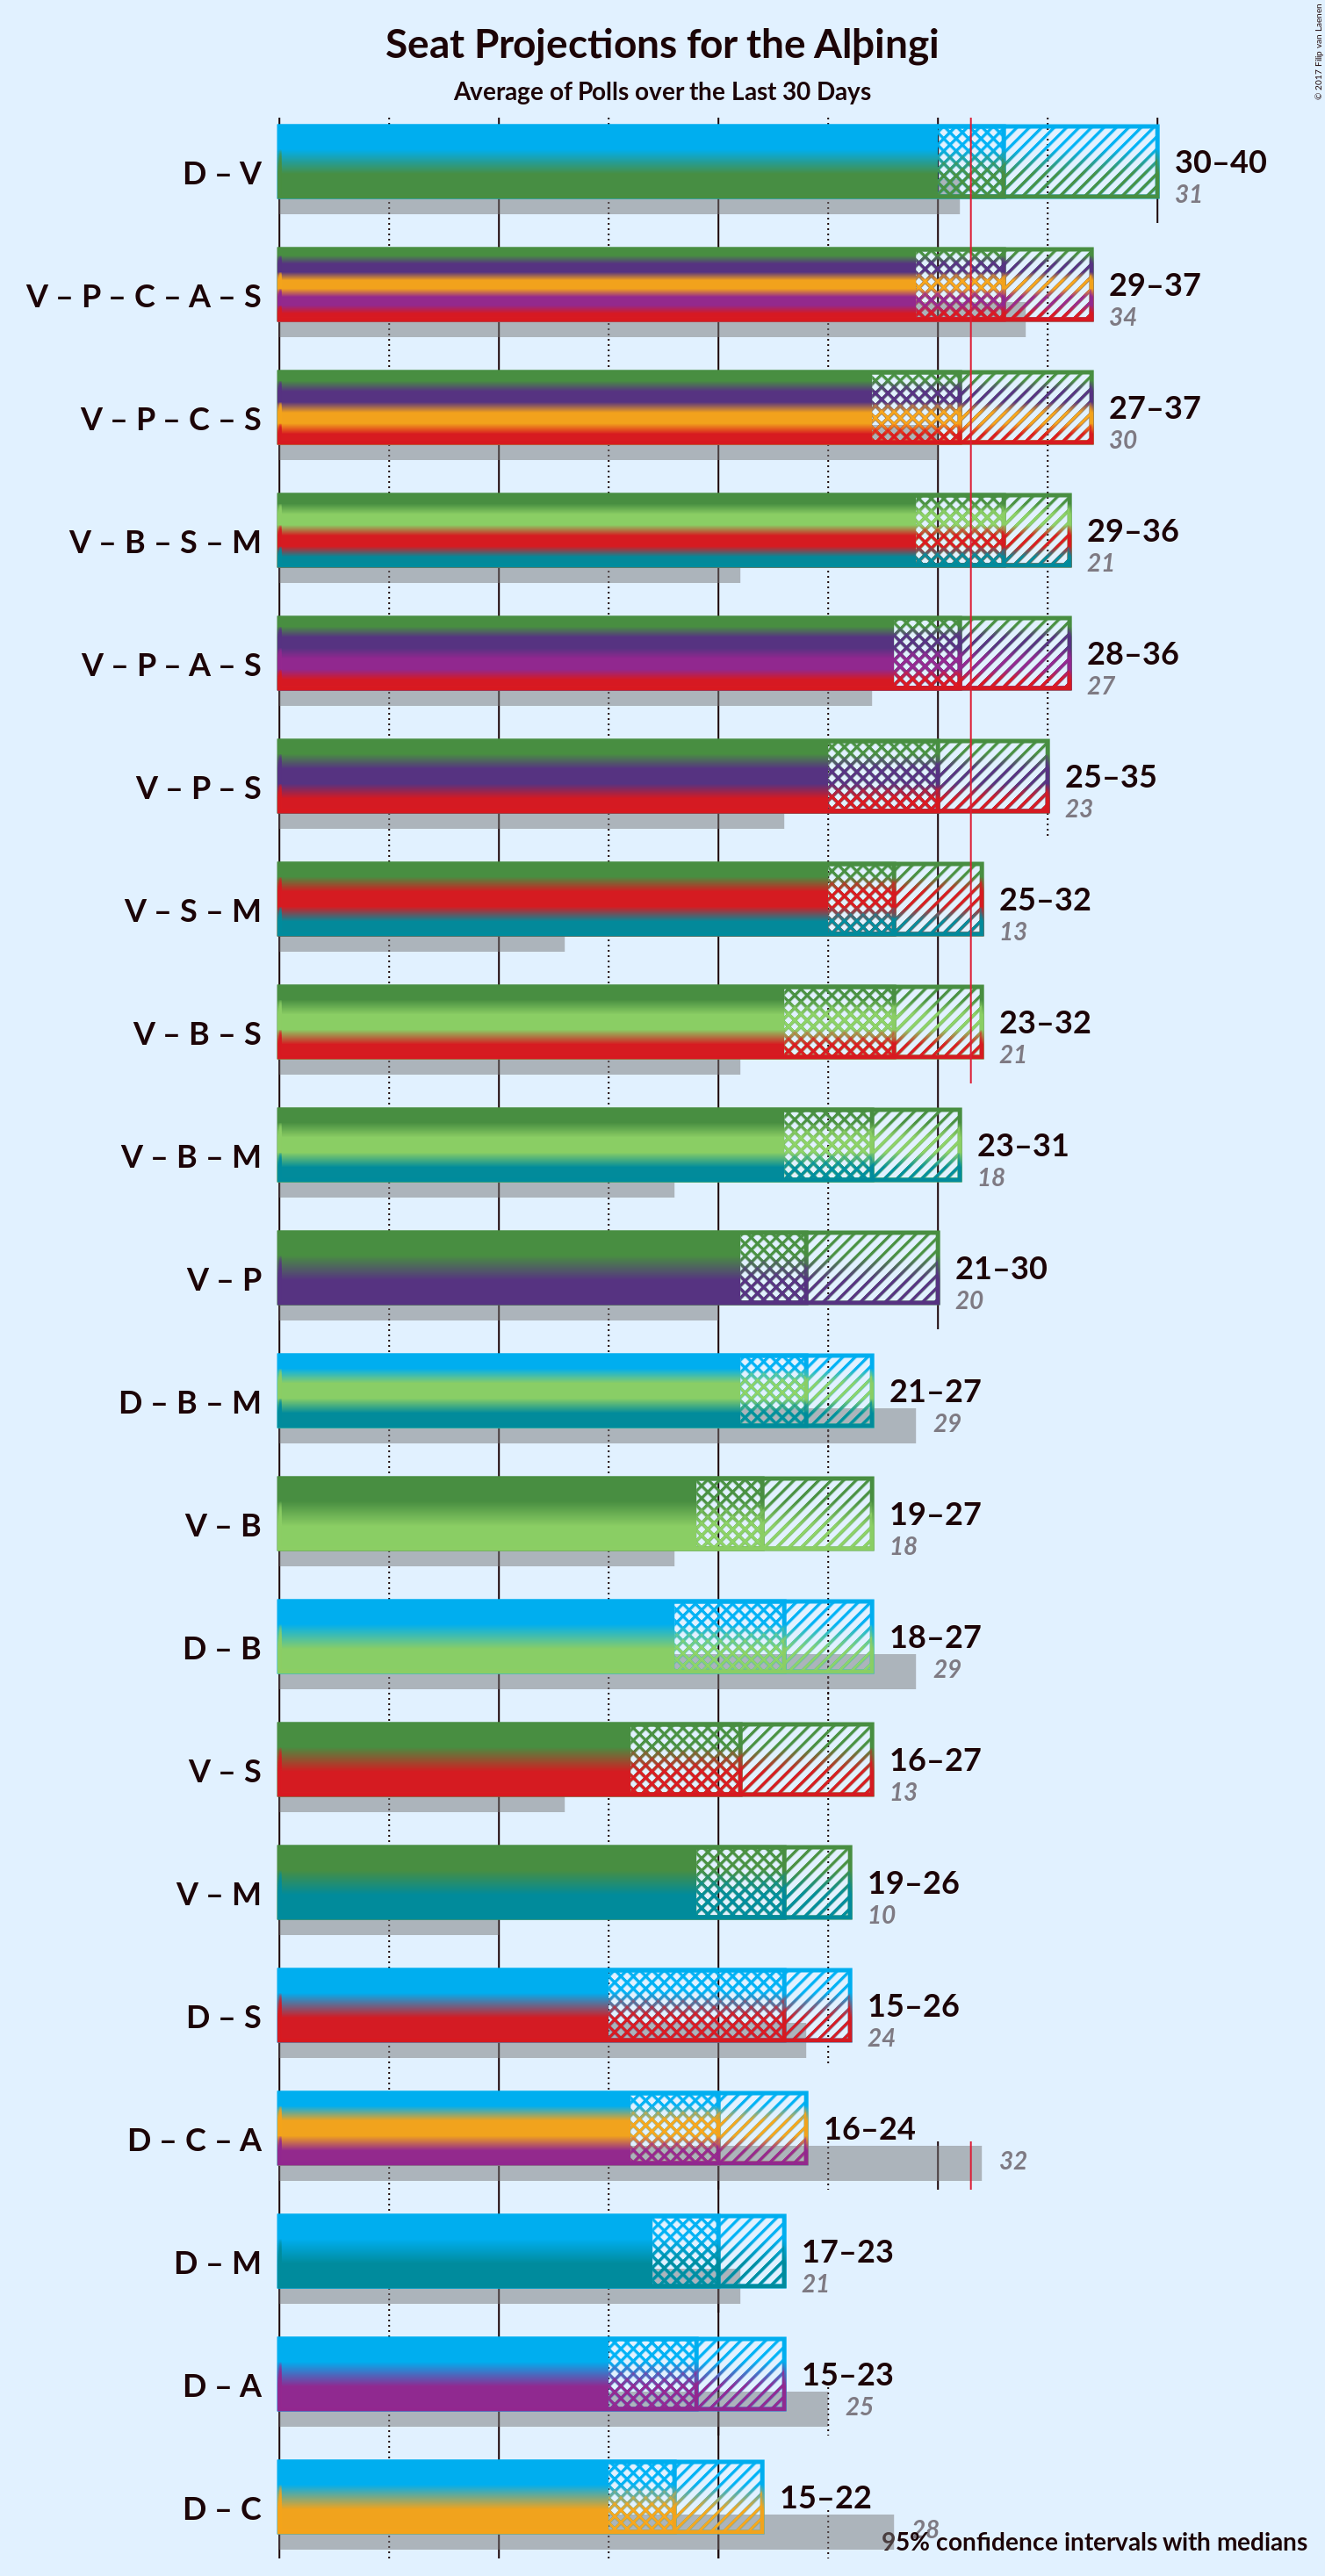 © 2017 Filip van Laenen
Seat Projections for the Alþingi
Average of Polls over the Last 30 Days
D – V
30–40
31
V – P – C – A – S
29–37
34
V – P – C – S
27–37
30
V – B – S – M
29–36
21
V – P – A – S
28–36
27
V – P – S
25–35
23
V – S – M
25–32
13
V – B – S
23–32
21
V – B – M
23–31
18
V – P
21–30
20
D – B – M
21–27
29
V – B
19–27
18
D – B
18–27
29
V – S
16–27
13
V – M
19–26
10
D – S
15–26
24
D – C – A
16–24
32
D – M
17–23
21
D – A
15–23
25
D – C
15–22
28
95% confidence intervals with medians